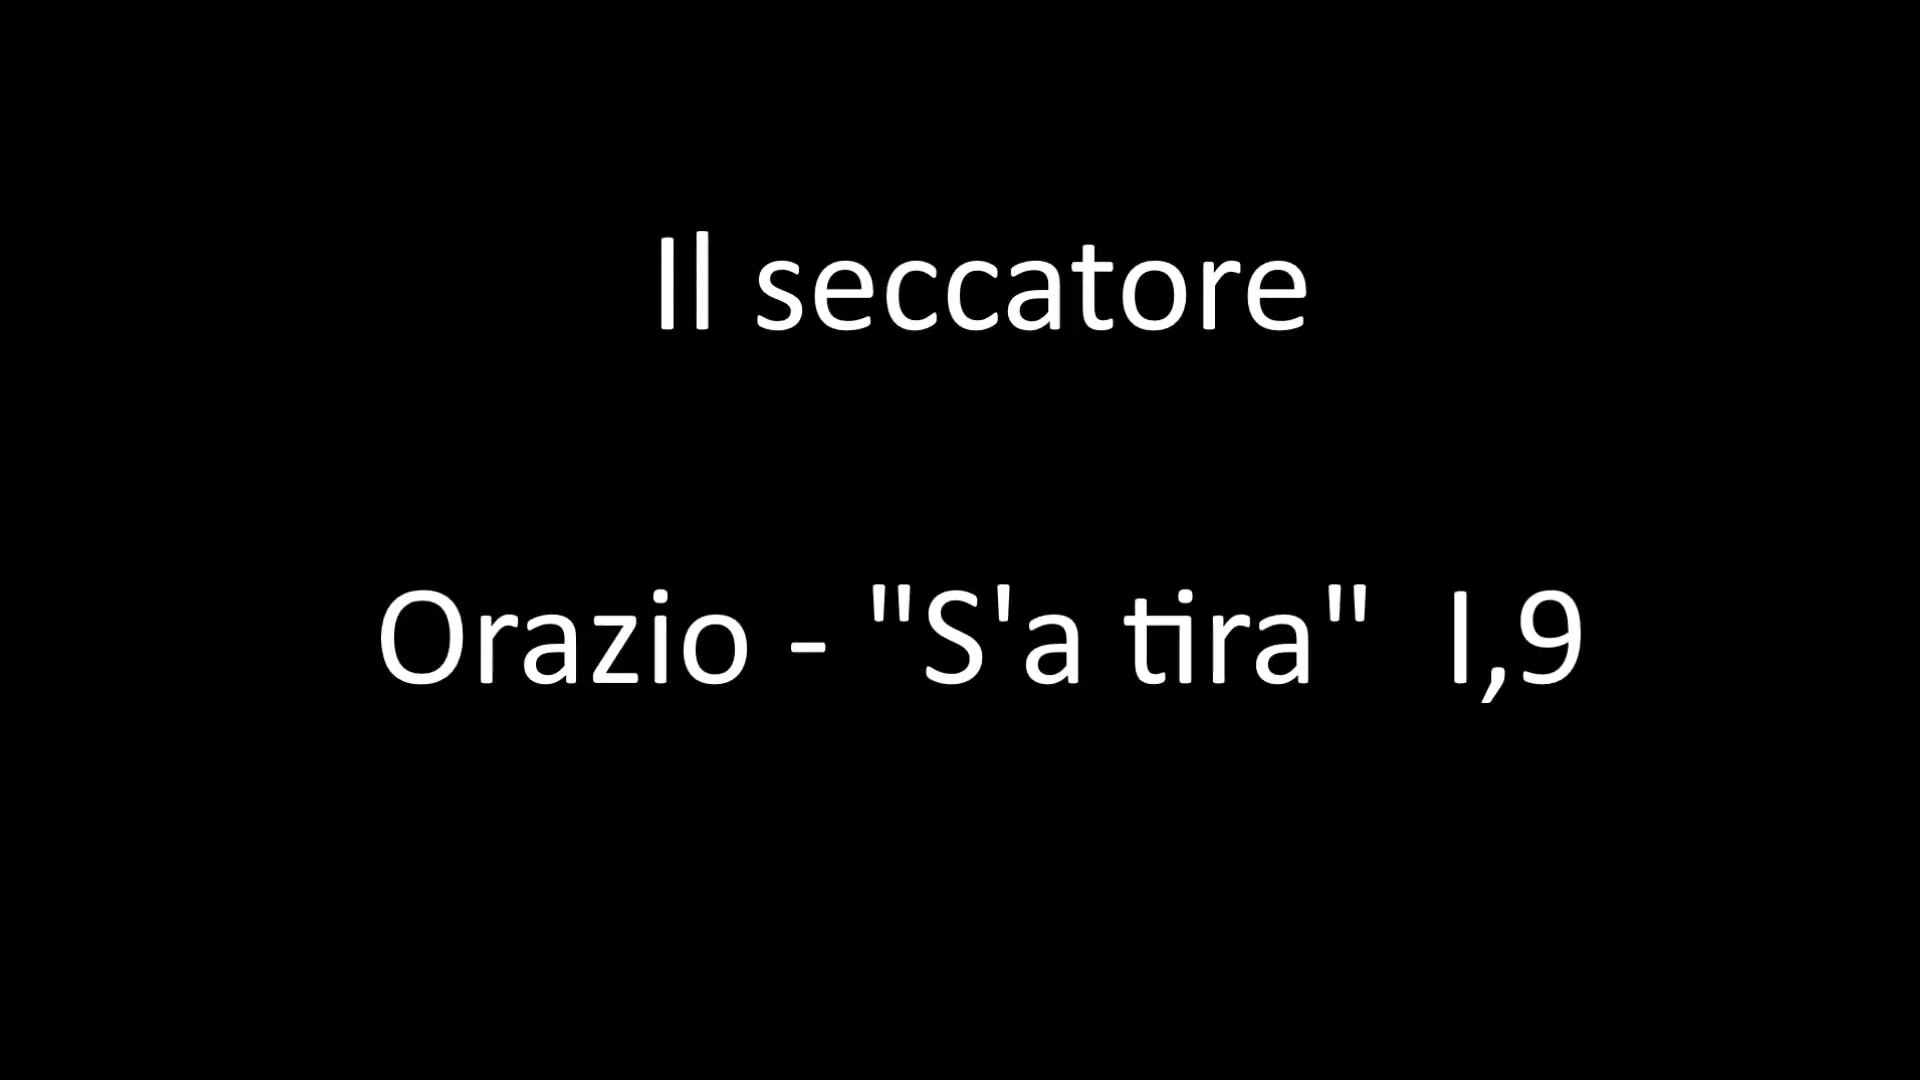 Il seccatore
Orazio - "S'a tira"  I,9